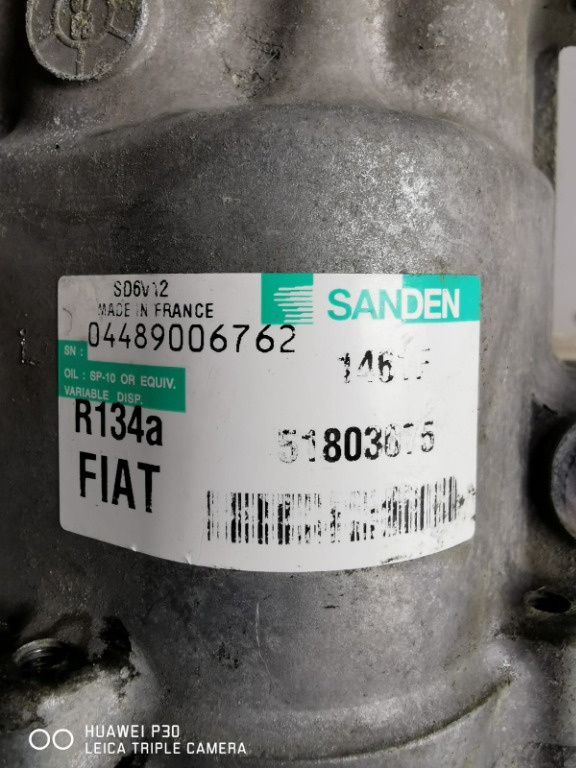 SD6V12
MADE IN FRANCE
SANDEN
04489006762
SN :
OIL : SP-10 OR EQUIV.
VARIABLE DISP.
R134a
FIAT
HUAWEI P30
LEICA TRIPLE CAMERA